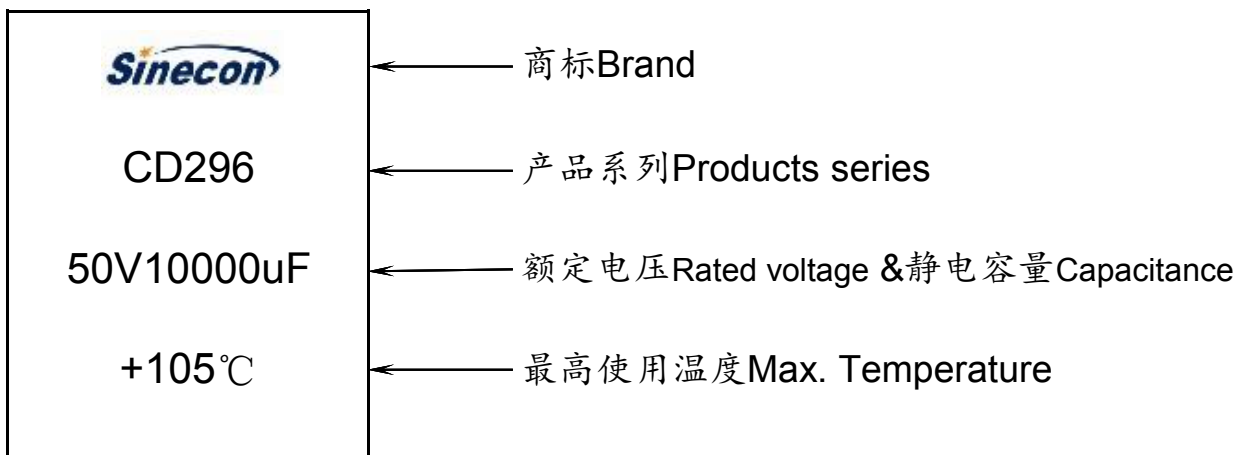 Sinecon 商标Brand
CD296 产品系列Products series
50V10000uF 额定电压Rated voltage &静电容量Capacitance
+105℃ 最高使用温度Max. Temperature